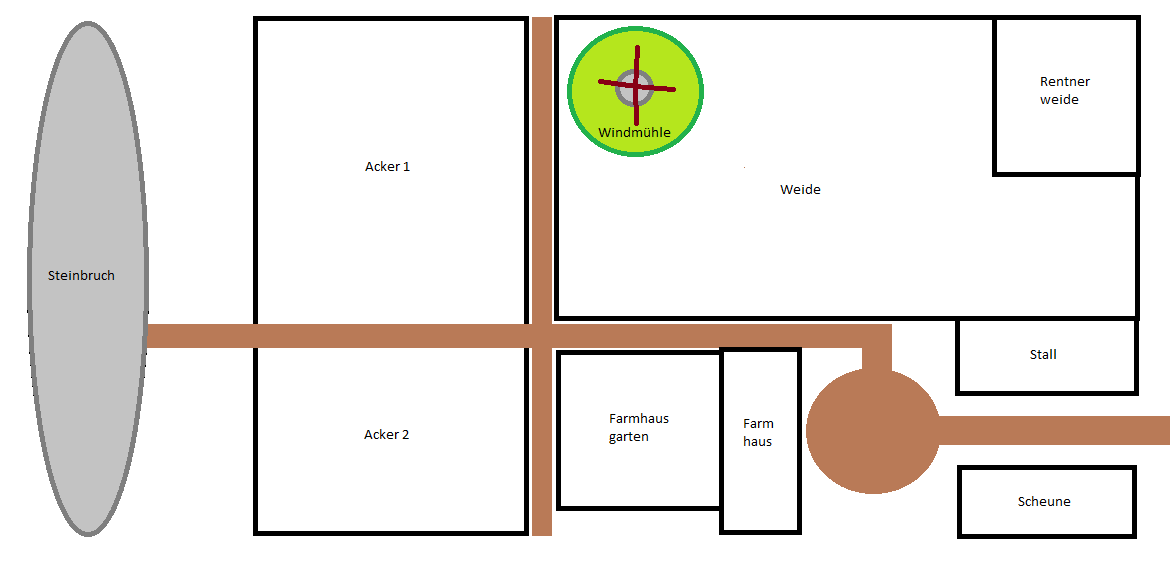 Windmühle
Rentner
weide
Acker 1
Weide
Steinbruch
Stall
Farmhaus
garten
Farm
haus
Acker 2
Scheune